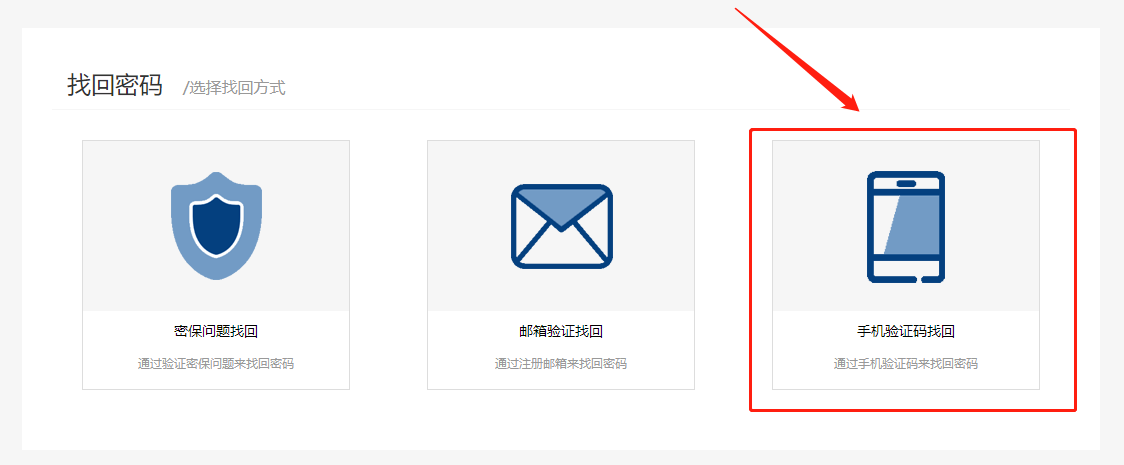 找回密码 /选择找回方式
密保问题找回
通过验证密保问题来找回密码
邮箱验证找回
通过注册邮箱来找回密码
手机验证码找回
通过手机验证码来找回密码